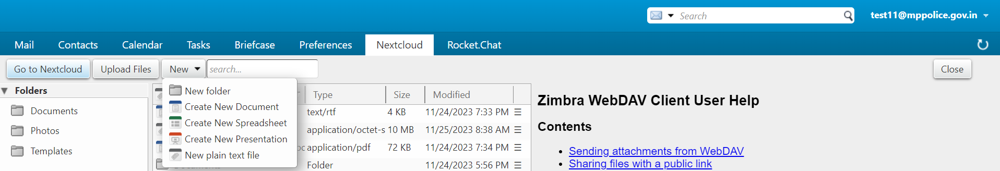 Search
test11@mppolice.gov.in
Mail Contacts Calendar Tasks Briefcase Preferences Nextcloud Rocket.Chat
Go to Nextcloud Upload Files New search... Close
Folders
Documents
Photos
Templates
New folder
Create New Document
Create New Spreadsheet
Create New Presentation
New plain text file
Type Size Modified
text/rtf 4 KB 11/24/2023 7:33 PM
application/octet-s 10 MB 11/25/2023 8:38 AM
application/pdf 72 KB 11/24/2023 7:34 PM
Documents Folder 11/24/2023 5:56 PM
Zimbra WebDAV Client User Help
Contents
Sending attachments from WebDAV
Sharing files with a public link